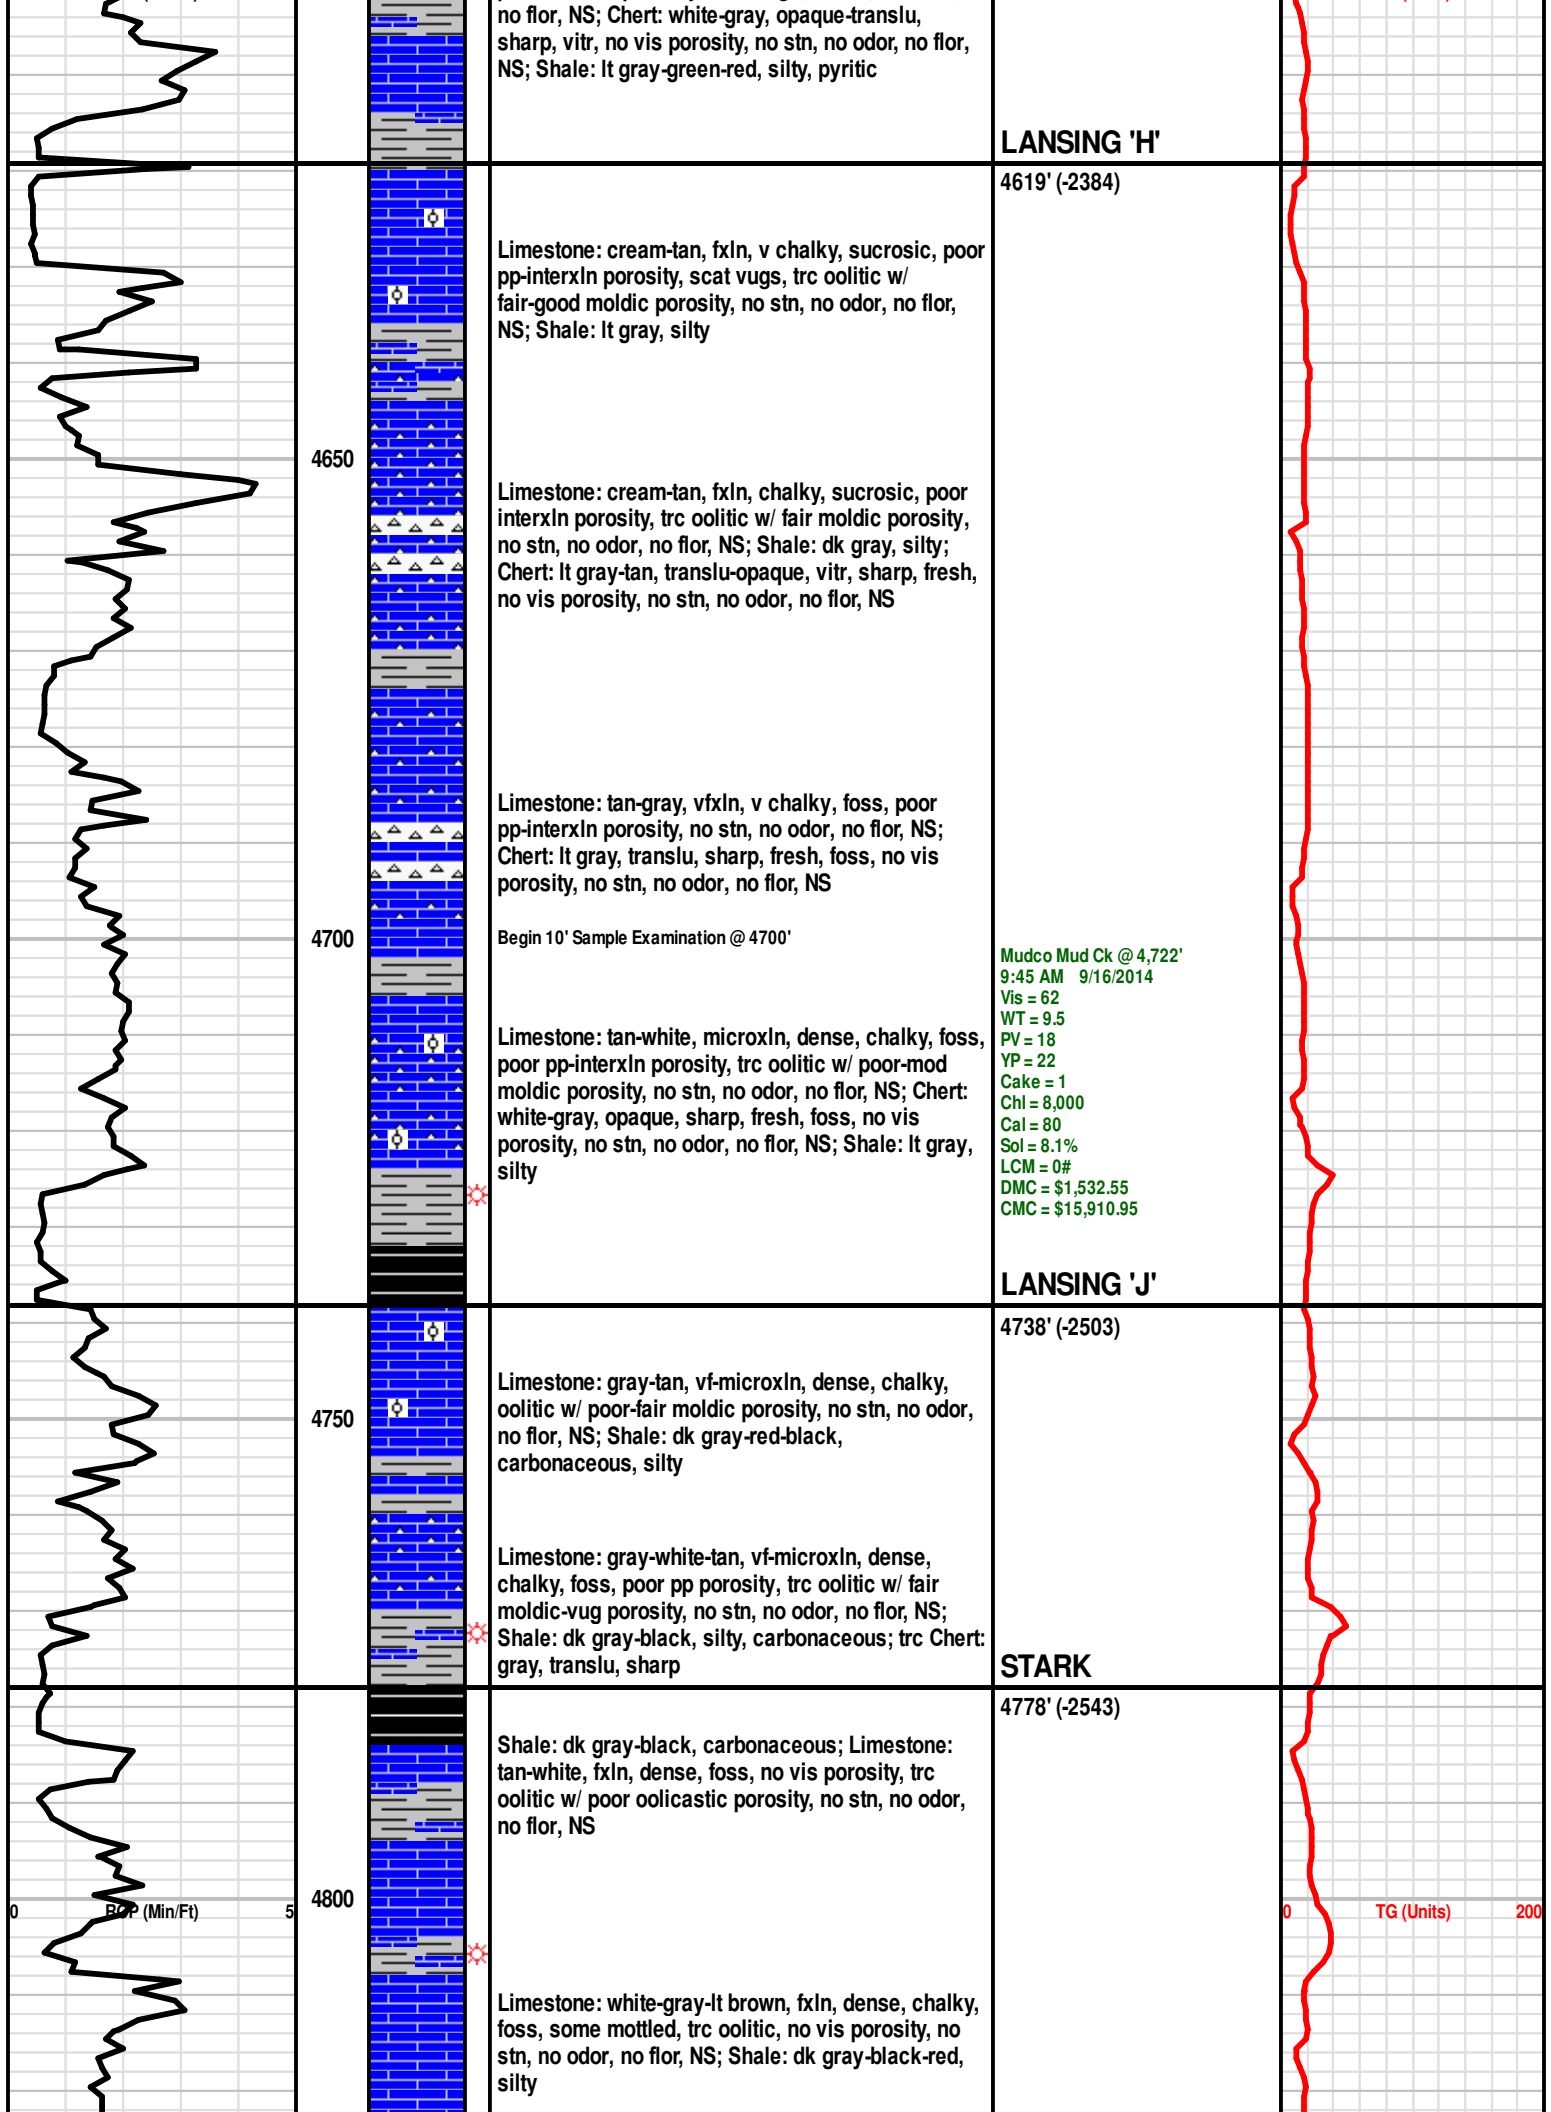 no flor, NS; Chert: white-gray, opaque-translu,
sharp, vitr, no vis porosity, no stn, no odor, no flor,
NS; Shale: lt gray-green-red, silty, pyritic
LANSING 'H'
4619' (-2384)
Limestone: cream-tan, fxln, v chalky, sucrosic, poor
pp-interxln porosity, scat vugs, trc oolitic w/
fair-good moldic porosity, no stn, no odor, no flor,
NS; Shale: lt gray, silty
4650
Limestone: cream-tan, fxln, chalky, sucrosic, poor
interxln porosity, trc oolitic w/ fair moldic porosity,
no stn, no odor, no flor, NS; Shale: dk gray, silty;
Chert: lt gray-tan, translu-opaque, vitr, sharp, fresh,
no vis porosity, no stn, no odor, no flor, NS
Limestone: tan-gray, vfxln, v chalky, foss, poor
pp-interxln porosity, no stn, no odor, no flor, NS;
Chert: lt gray, translu, sharp, fresh, foss, no vis
porosity, no stn, no odor, no flor, NS
4700
Begin 10' Sample Examination @ 4700'
Mudco Mud Ck @ 4,722'
9:45 AM 9/16/2014
Vis = 62
WT = 9.5
PV = 18
YP = 22
Cake = 1
Chl = 8,000
Cal = 80
Sol = 8.1%
LCM = 0#
DMC = $1,532.55
CMC = $15,910.95
Limestone: tan-white, microxln, dense, chalky, foss,
poor pp-interxln porosity, trc oolitic w/ poor-mod
moldic porosity, no stn, no odor, no flor, NS; Chert:
white-gray, opaque, sharp, fresh, foss, no vis
porosity, no stn, no odor, no flor, NS; Shale: lt gray,
silty
LANSING 'J'
4738' (-2503)
Limestone: gray-tan, vf-microxln, dense, chalky,
oolitic w/ poor-fair moldic porosity, no stn, no odor,
no flor, NS; Shale: dk gray-red-black,
carbonaceous, silty
4750
Limestone: gray-white-tan, vf-microxln, dense,
chalky, foss, poor pp porosity, trc oolitic w/ fair
moldic-vug porosity, no stn, no odor, no flor, NS;
Shale: dk gray-black, silty, carbonaceous; trc Chert:
gray, translu, sharp
STARK
4778' (-2543)
Shale: dk gray-black, carbonaceous; Limestone:
tan-white, fxln, dense, foss, no vis porosity, trc
oolitic w/ poor oolicastic porosity, no stn, no odor,
no flor, NS
4800
0 ROP (Min/Ft) 5
0 TG (Units) 200
Limestone: white-gray-lt brown, fxln, dense, chalky,
foss, some mottled, trc oolitic, no vis porosity, no
stn, no odor, no flor, NS; Shale: dk gray-black-red,
silty